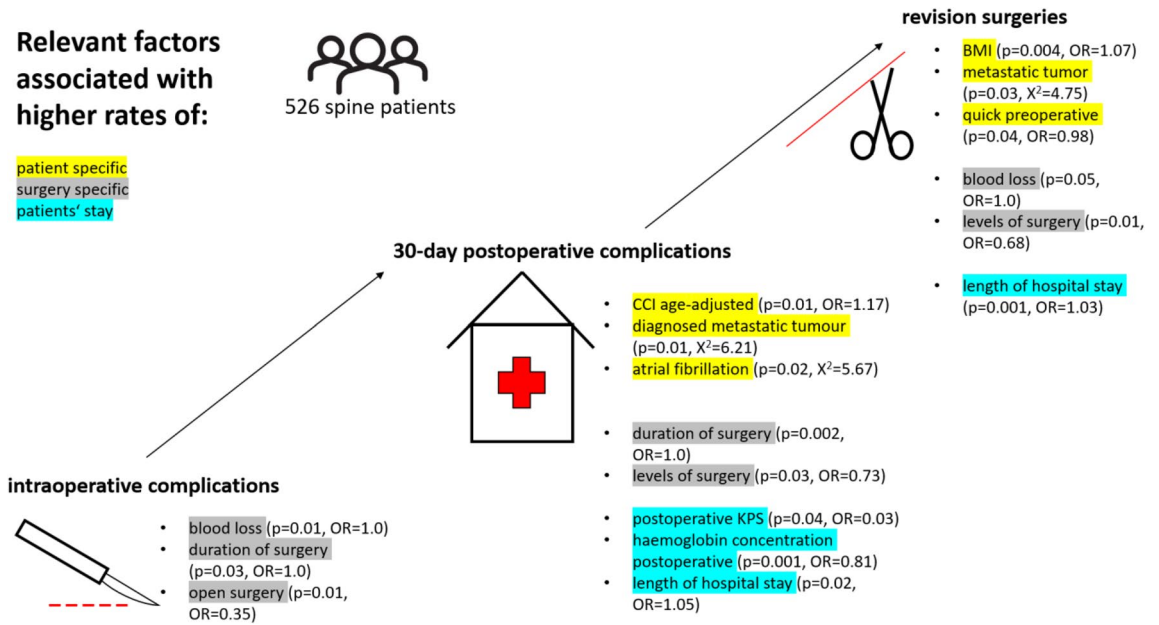 Relevant factors
associated with
higher rates of:
526 spine patients
patient specific
surgery specific
patients‘ stay
intraoperative complications
• blood loss (p=0.01, OR=1.0)
• duration of surgery
(p=0.03, OR=1.0)
• open surgery (p=0.01,
OR=0.35)
30-day postoperative complications
• CCI age-adjusted (p=0.01, OR=1.17)
• diagnosed metastatic tumour
(p=0.01, X²=6.21)
• atrial fibrillation (p=0.02, X²=5.67)
• duration of surgery (p=0.002,
OR=1.0)
• levels of surgery (p=0.03, OR=0.73)
• postoperative KPS (p=0.04, OR=0.03)
• haemoglobin concentration
postoperative (p=0.001, OR=0.81)
• length of hospital stay (p=0.02,
OR=1.05)
revision surgeries
• BMI (p=0.004, OR=1.07)
• metastatic tumor
(p=0.03, X²=4.75)
• quick preoperative
(p=0.04, OR=0.98)
• blood loss (p=0.05,
OR=1.0)
• levels of surgery (p=0.01,
OR=0.68)
• length of hospital stay
(p=0.001, OR=1.03)